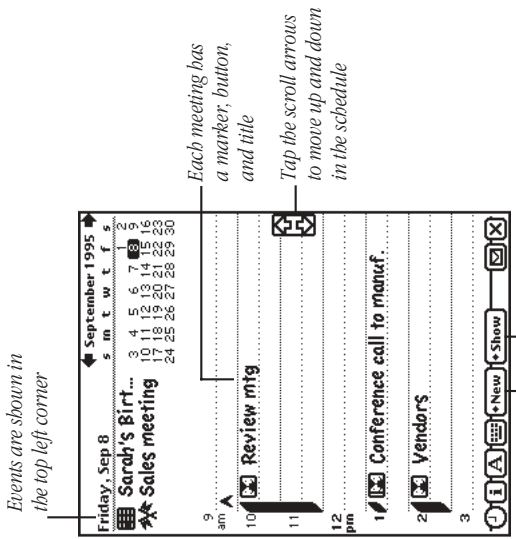 Events are shown in
the top left corner
Friday, Sep 8
Sarah's Birt...
Sales meeting
September 1995
s m t w t f s
1 2
3 4 5 6 7 8 9
10 11 12 13 14 15 16
17 18 19 20 21 22 23
24 25 26 27 28 29 30
9
am
10
Review mtg
11
12
pm
1
Conference call to manuf.
2
Vendors
3
i
A
New
Show
Each meeting has
a marker, button,
and title
Tap the scroll arrows
to move up and down
in the schedule